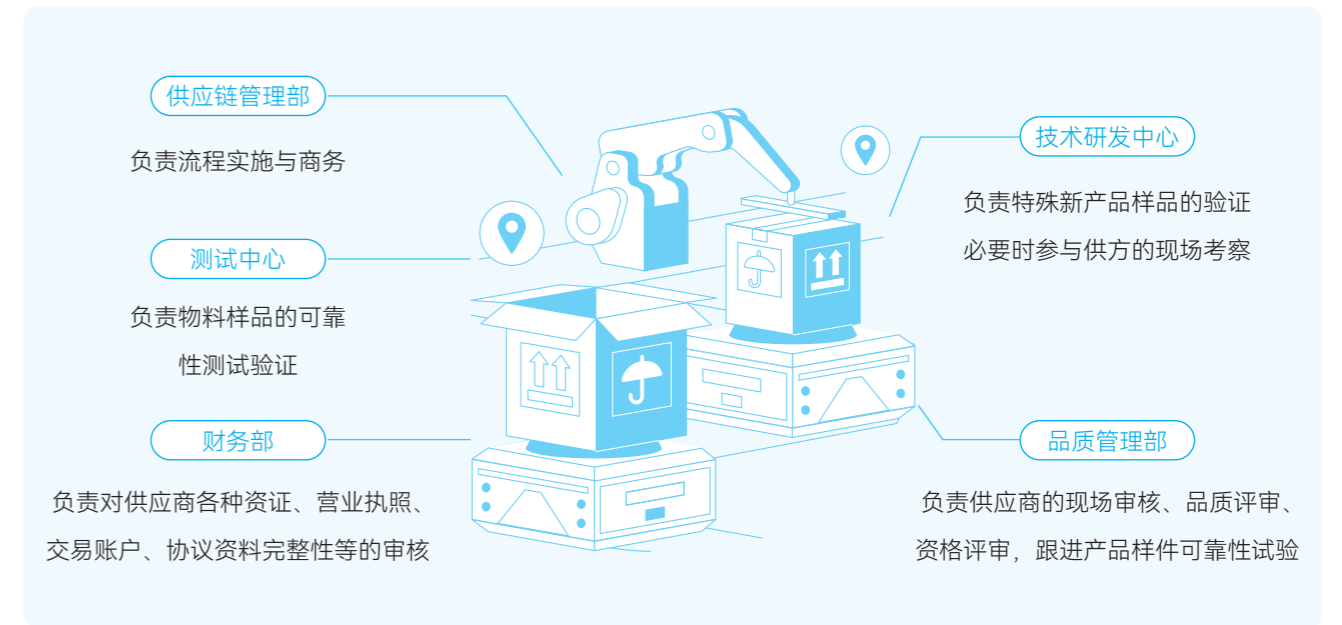 供应链管理部
负责流程实施与商务
测试中心
负责物料样品的可靠
性测试验证
财务部
负责对供应商各种资证、营业执照、
交易账户、协议资料完整性等的审核
技术研发中心
负责特殊新产品样品的验证
必要时参与供方的现场考察
品质管理部
负责供应商的现场审核、品质评审、
资格评审，跟进产品样件可靠性试验